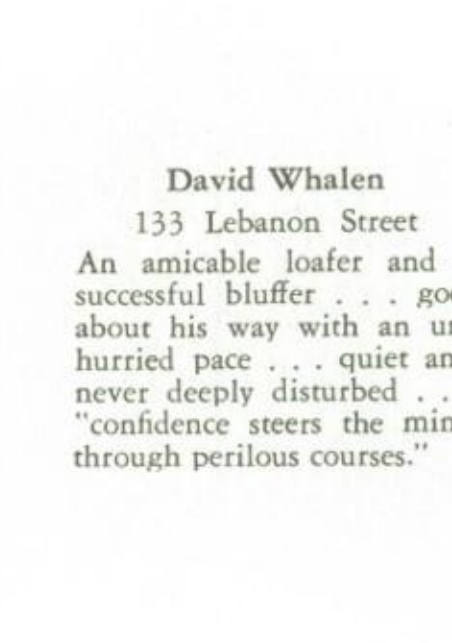 David Whalen
133 Lebanon Street
An amicable loafer and
successful bluffer . . . go
about his way with an
hurried pace . . . quiet
never deeply disturbed . .
"confidence steers the
through perilous courses."